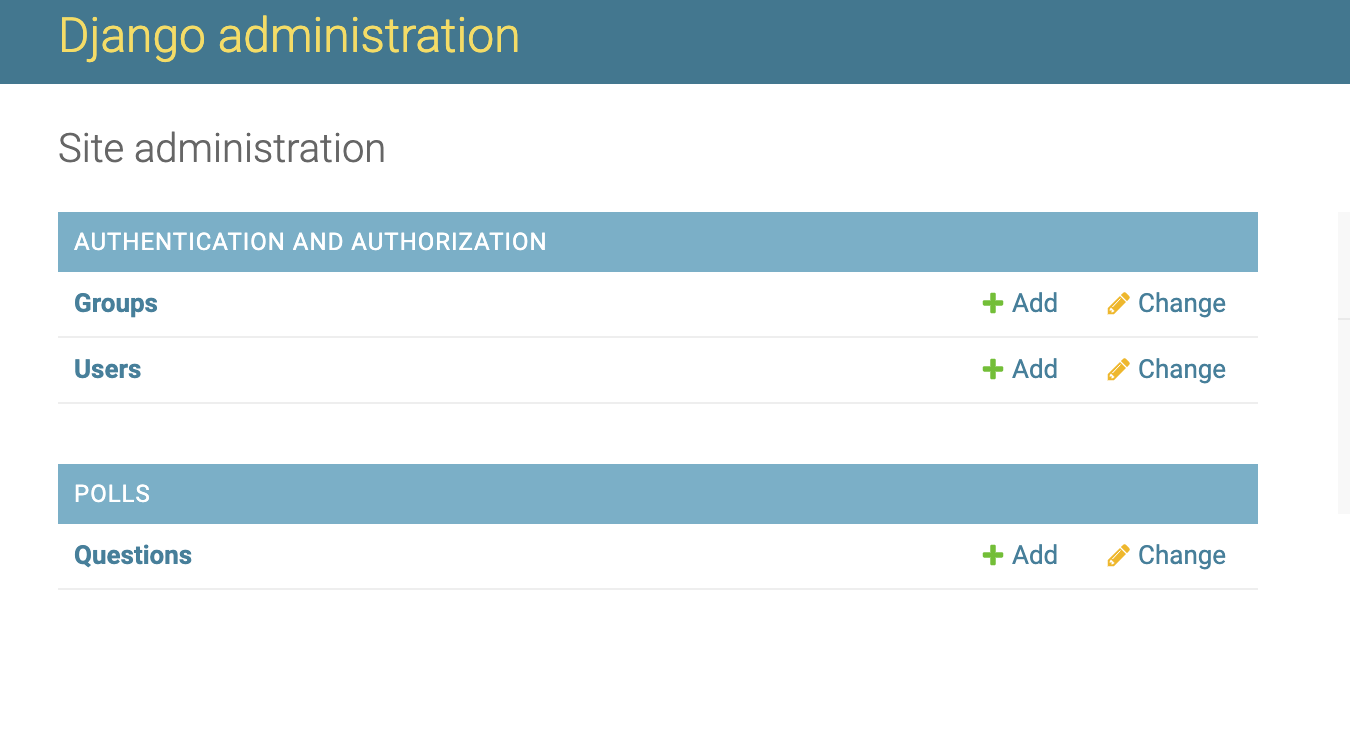 Django administration
Site administration
AUTHENTICATION AND AUTHORIZATION
Groups Add Change
Users Add Change
POLLS
Questions Add Change